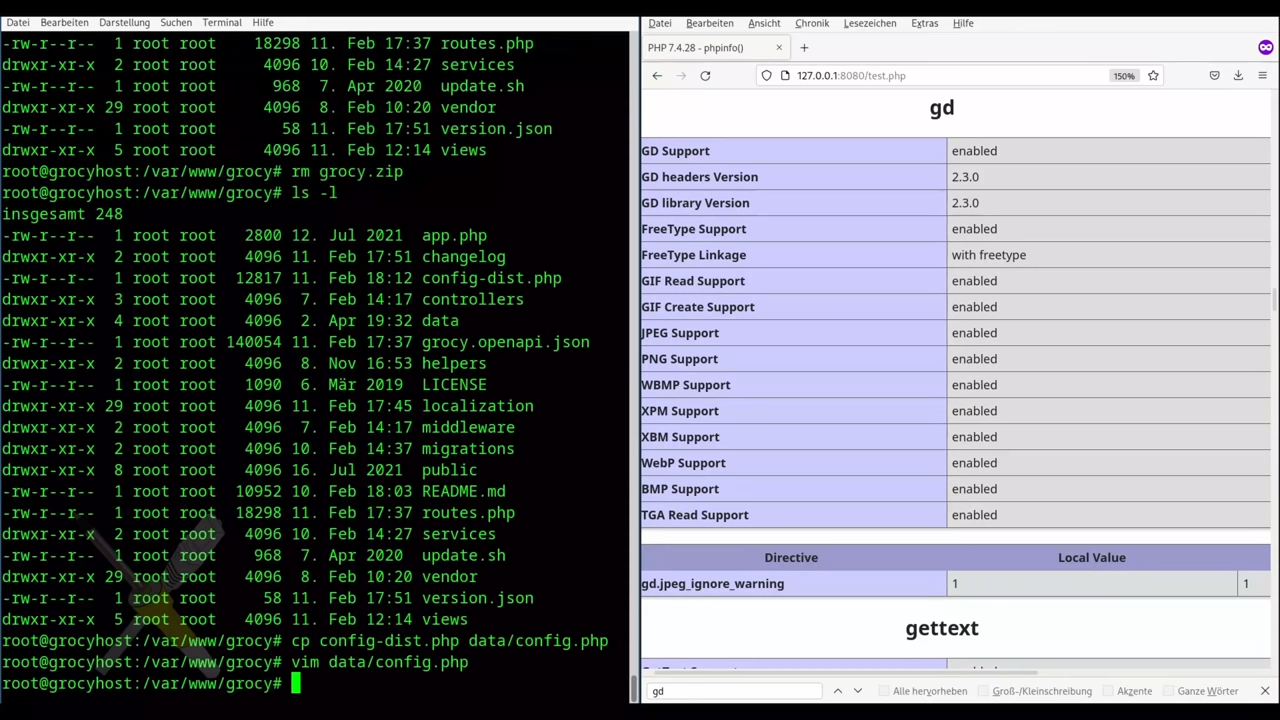 Datei Bearbeiten Darstellung Suchen Terminal Hilfe
-rw-r--r-- 1 root root 18298 11. Feb 17:37 routes.php
drwxr-xr-x 2 root root 4096 10. Feb 14:27 services
-rw-r--r-- 1 root root 968 7. Apr 2020 update.sh
drwxr-xr-x 29 root root 4096 8. Feb 10:20 vendor
-rw-r--r-- 1 root root 58 11. Feb 17:51 version.json
drwxr-xr-x 5 root root 4096 11. Feb 12:14 views
root@grocyhost:/var/www/grocy# rm grocy.zip
root@grocyhost:/var/www/grocy# ls -l
insgesamt 248
-rw-r--r-- 1 root root 2800 12. Jul 2021 app.php
drwxr-xr-x 2 root root 4096 11. Feb 17:51 changelog
-rw-r--r-- 1 root root 12817 11. Feb 18:12 config-dist.php
drwxr-xr-x 3 root root 4096 7. Feb 14:17 controllers
drwxr-xr-x 4 root root 4096 2. Apr 19:32 data
-rw-r--r-- 1 root root 140054 11. Feb 17:37 grocy.openapi.json
drwxr-xr-x 2 root root 4096 8. Nov 16:53 helpers
-rw-r--r-- 1 root root 1090 6. Mär 2019 LICENSE
drwxr-xr-x 29 root root 4096 11. Feb 17:45 localization
drwxr-xr-x 2 root root 4096 7. Feb 14:17 middleware
drwxr-xr-x 2 root root 4096 10. Feb 14:37 migrations
drwxr-xr-x 8 root root 4096 16. Jul 2021 public
-rw-r--r-- 1 root root 10952 10. Feb 18:03 README.md
-rw-r--r-- 1 root root 18298 11. Feb 17:37 routes.php
drwxr-xr-x 2 root root 4096 10. Feb 14:27 services
-rw-r--r-- 1 root root 968 7. Apr 2020 update.sh
drwxr-xr-x 29 root root 4096 8. Feb 10:20 vendor
-rw-r--r-- 1 root root 58 11. Feb 17:51 version.json
drwxr-xr-x 5 root root 4096 11. Feb 12:14 views
root@grocyhost:/var/www/grocy# cp config-dist.php data/config.php
root@grocyhost:/var/www/grocy# vim data/config.php
root@grocyhost:/var/www/grocy#
Datei Bearbeiten Ansicht Chronik Lesezeichen Extras Hilfe
PHP 7.4.28 - phpinfo()
127.0.0.1:8080/test.php 150%
gd
GD Support enabled
GD headers Version 2.3.0
GD library Version 2.3.0
FreeType Support enabled
FreeType Linkage with freetype
GIF Read Support enabled
GIF Create Support enabled
JPEG Support enabled
PNG Support enabled
WBMP Support enabled
XPM Support enabled
XBM Support enabled
WebP Support enabled
BMP Support enabled
TGA Read Support enabled
Directive Local Value
gd.jpeg_ignore_warning 1 1
gettext
gd Alle hervorheben Groß-/Kleinschreibung Akzente Ganze Wörter